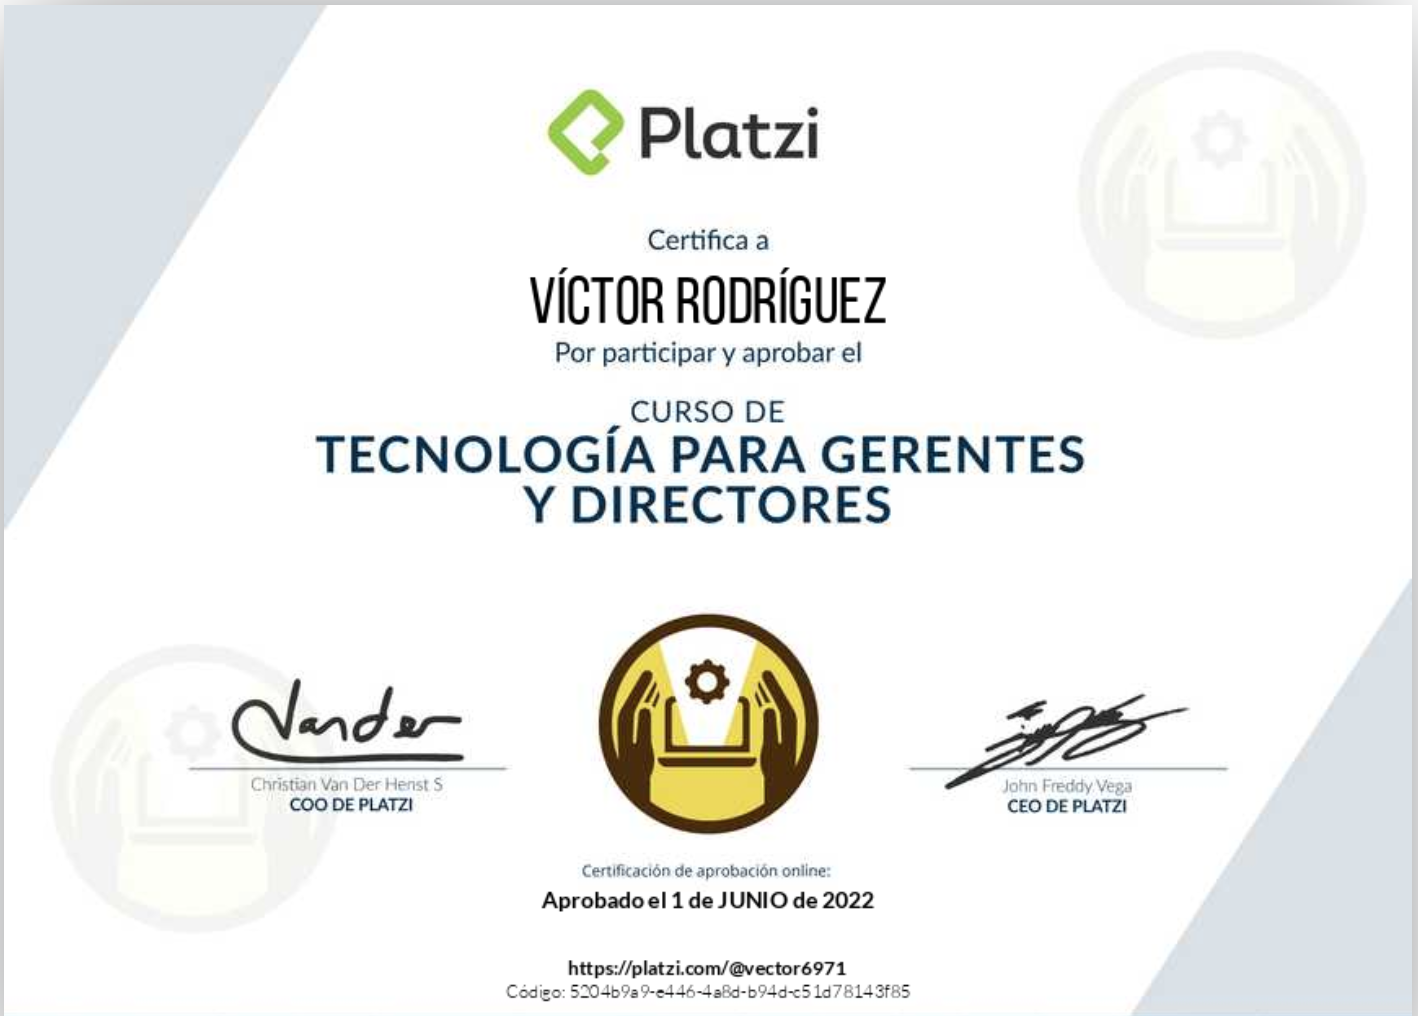 Platzi
Certifica a
VÍCTOR RODRÍGUEZ
Por participar y aprobar el
CURSO DE
TECNOLOGÍA PARA GERENTES
Y DIRECTORES
Vander
Christian Van Der Henst S
COO DE PLATZI
John Freddy Vega
CEO DE PLATZI
Certificación de aprobación online:
Aprobado el 1 de JUNIO de 2022
https://platzi.com/@vector6971
Código: 5204b9a9-e446-4a8d-b94d-c51d78143f85